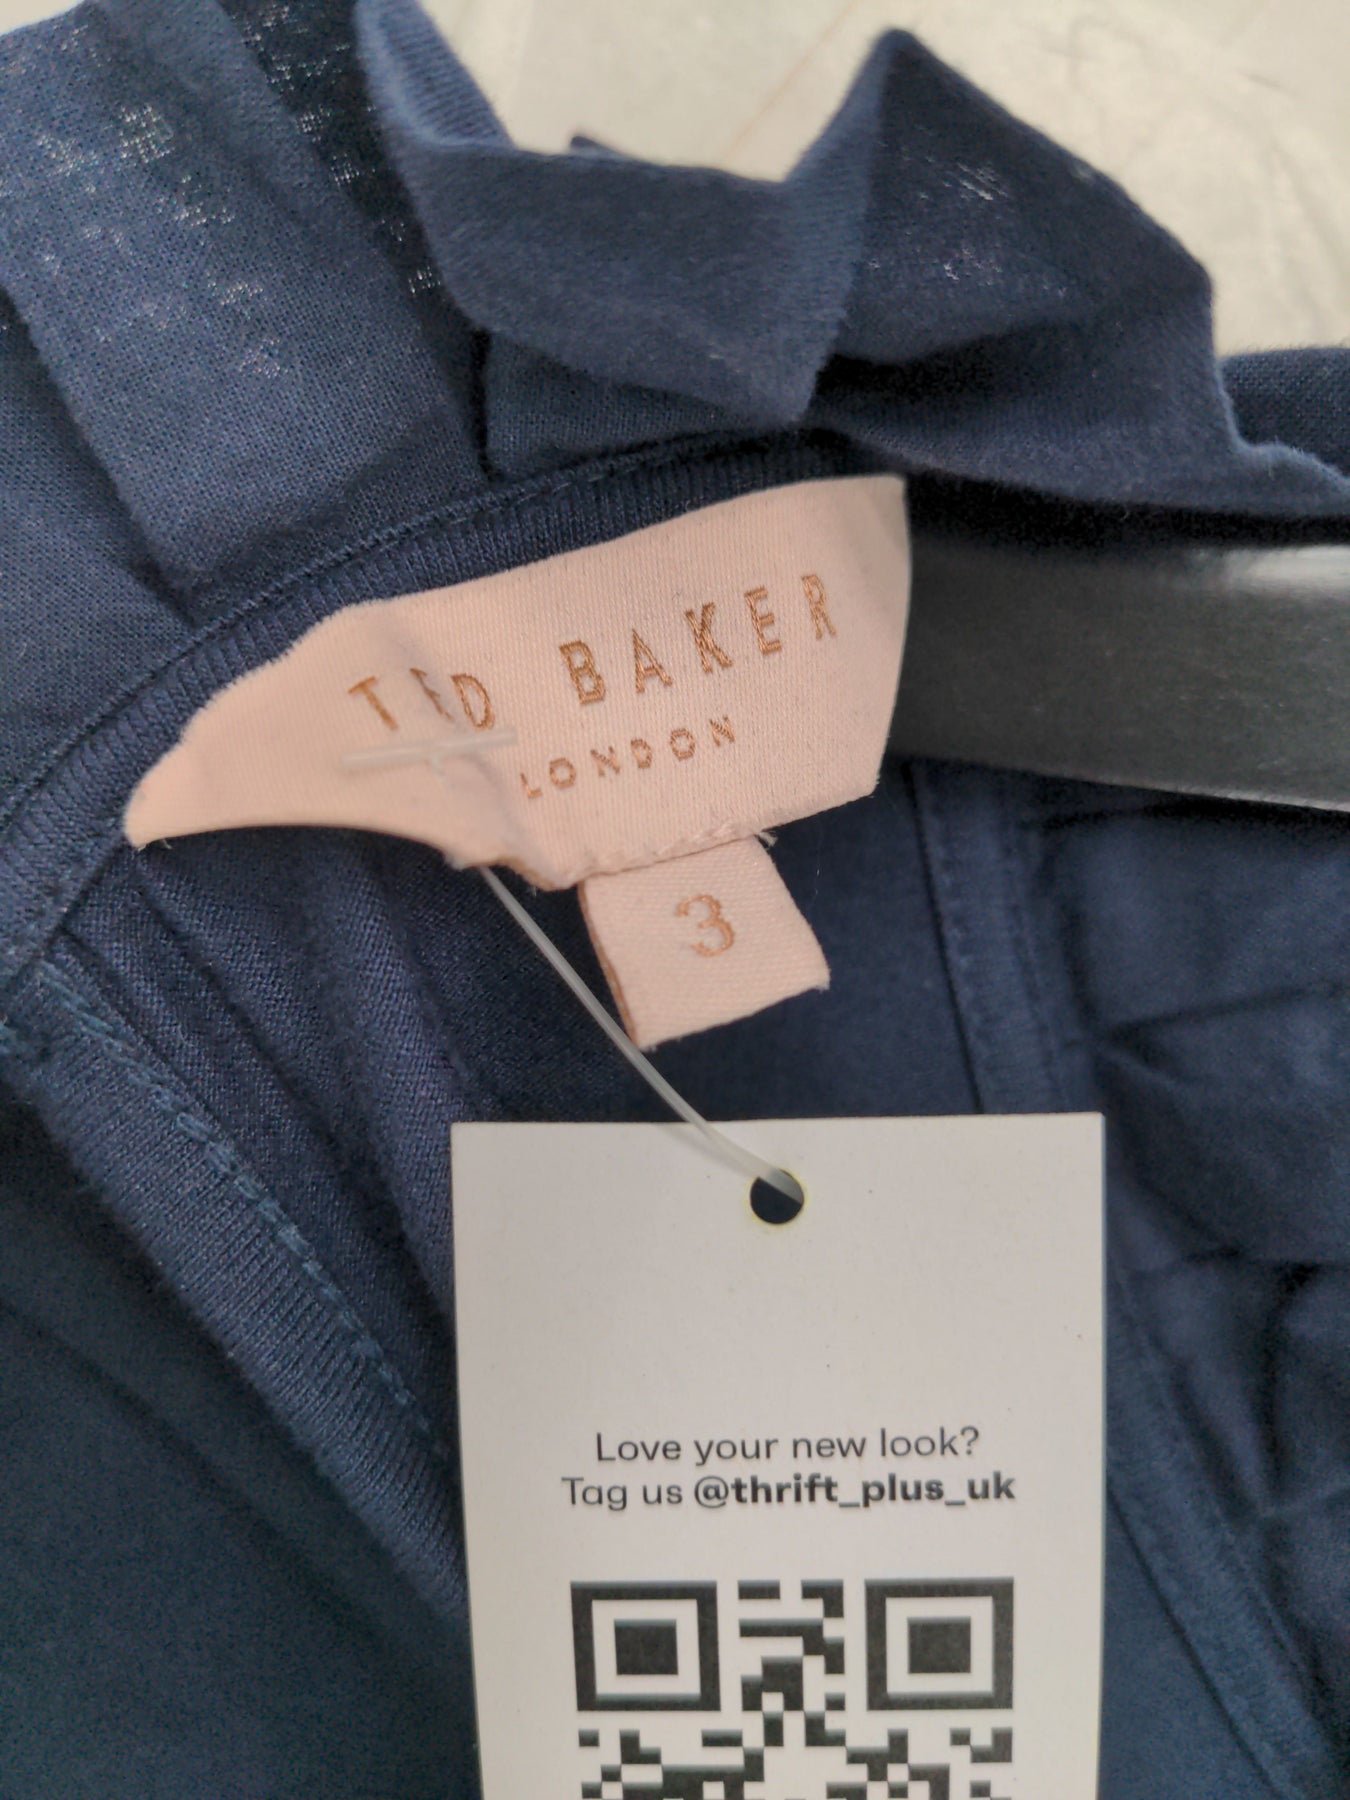 TED BAKER
LONDON
3
Love your new look?
Tag us @thrift_plus_uk